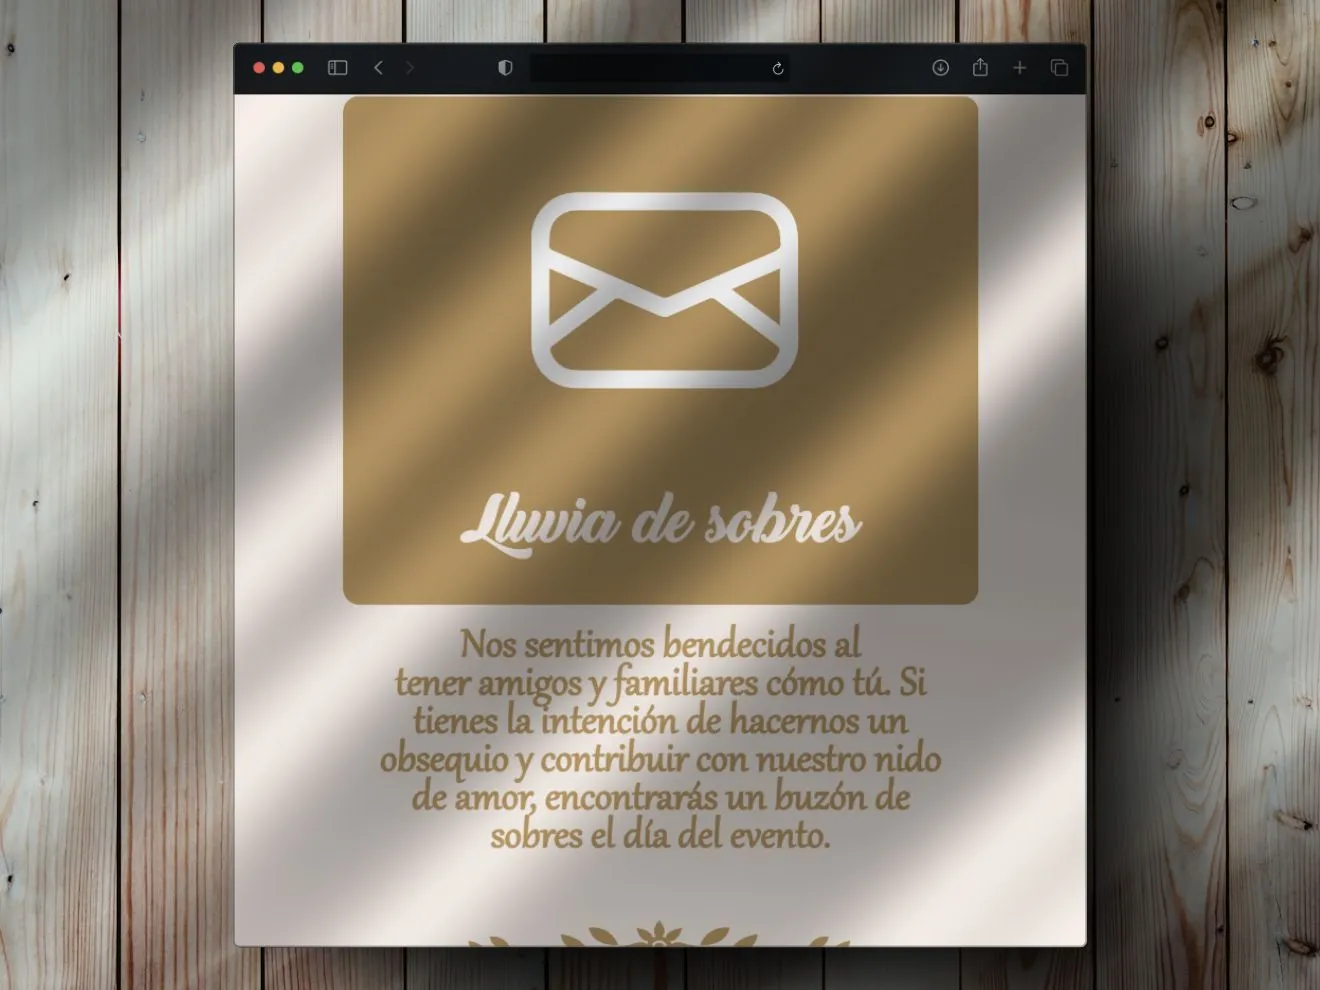 Lluvia de sobres
Nos sentimos bendecidos al
tener amigos y familiares cómo tú. Si
tienes la intención de hacernos un
obsequio y contribuir con nuestro nido
de amor, encontrarás un buzón de
sobres el día del evento.